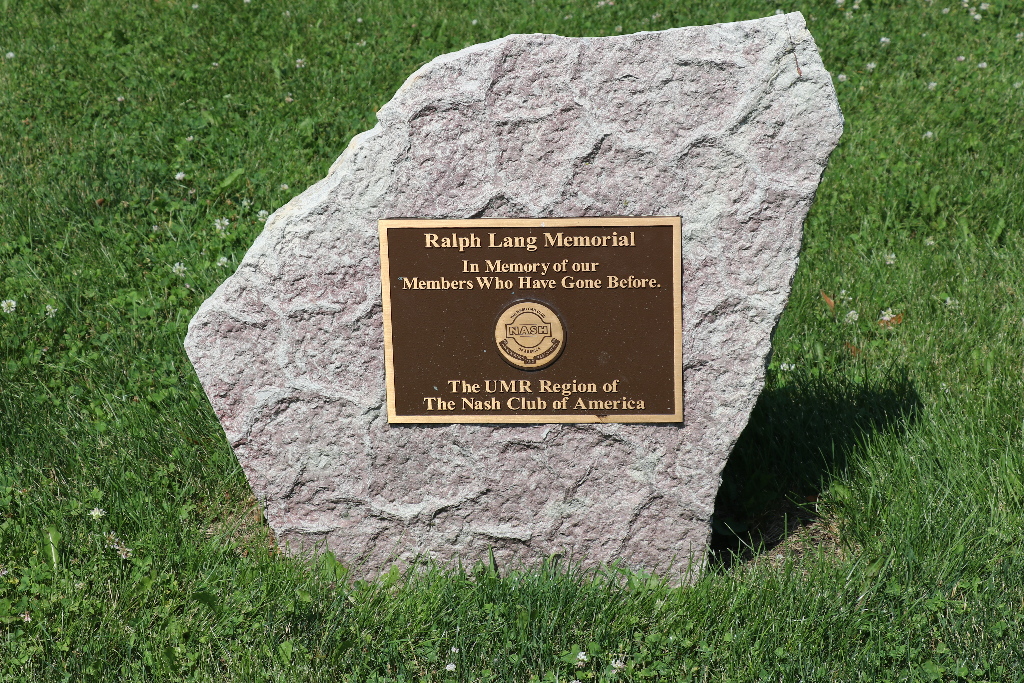 Ralph Lang Memorial
In Memory of our
Members Who Have Gone Before.
NASH
The UMR Region of
The Nash Club of America